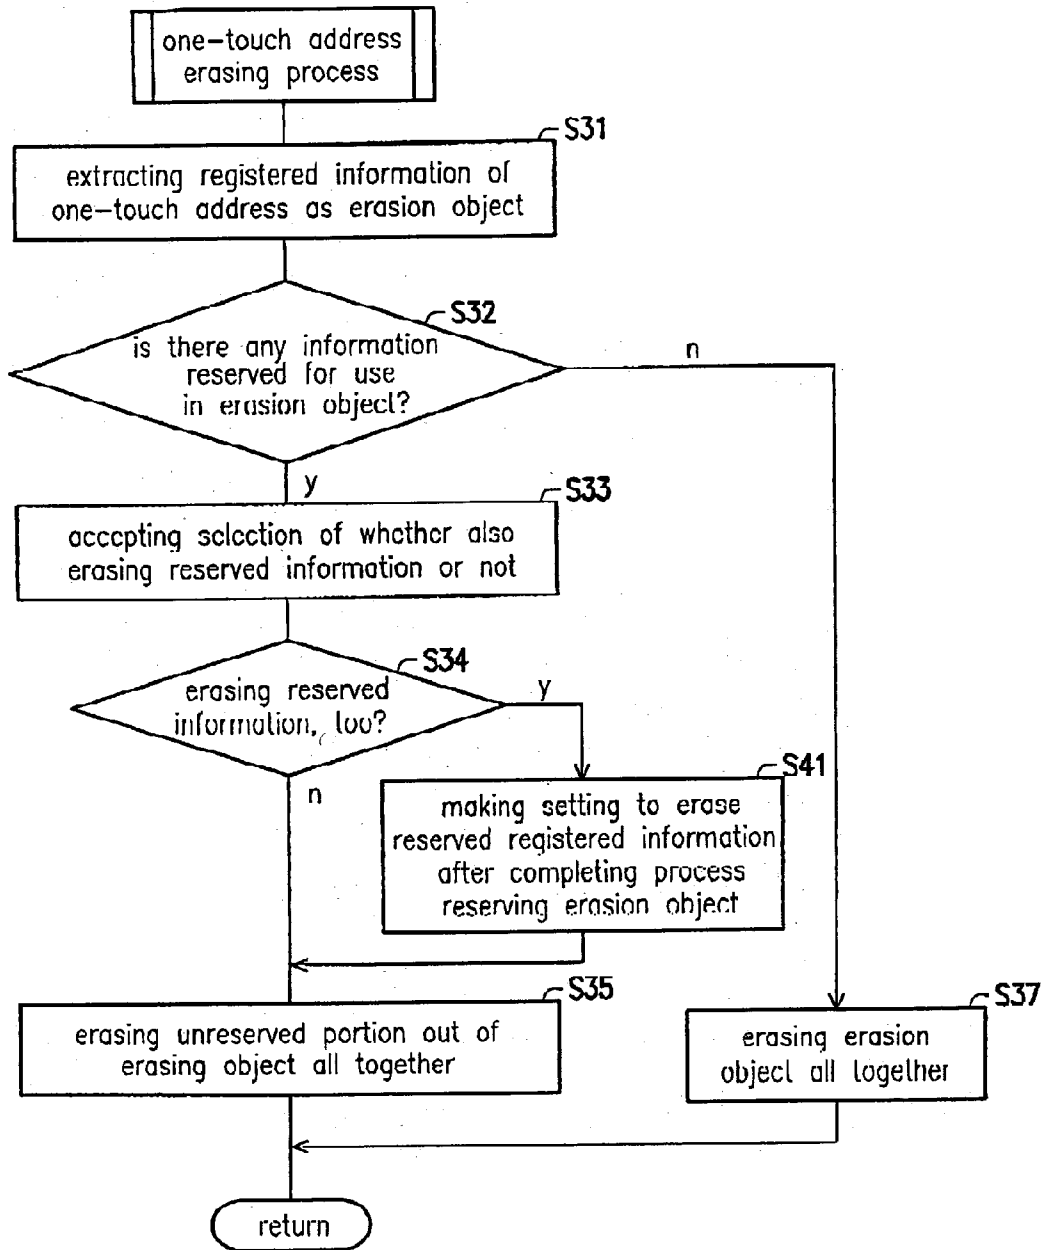 one-touch address
erasing process
S31
extracting registered information of
one-touch address as erasion object
S32
is there any information
reserved for use
in erasion object?
n
y
S33
accepting selection of whether also
erasing reserved information or not
S34
erasing reserved
information, too?
y
n
S41
making setting to erase
reserved registered information
after completing process
reserving erasion object
S35
erasing unreserved portion out of
erasing object all together
S37
erasing erasion
object all together
return